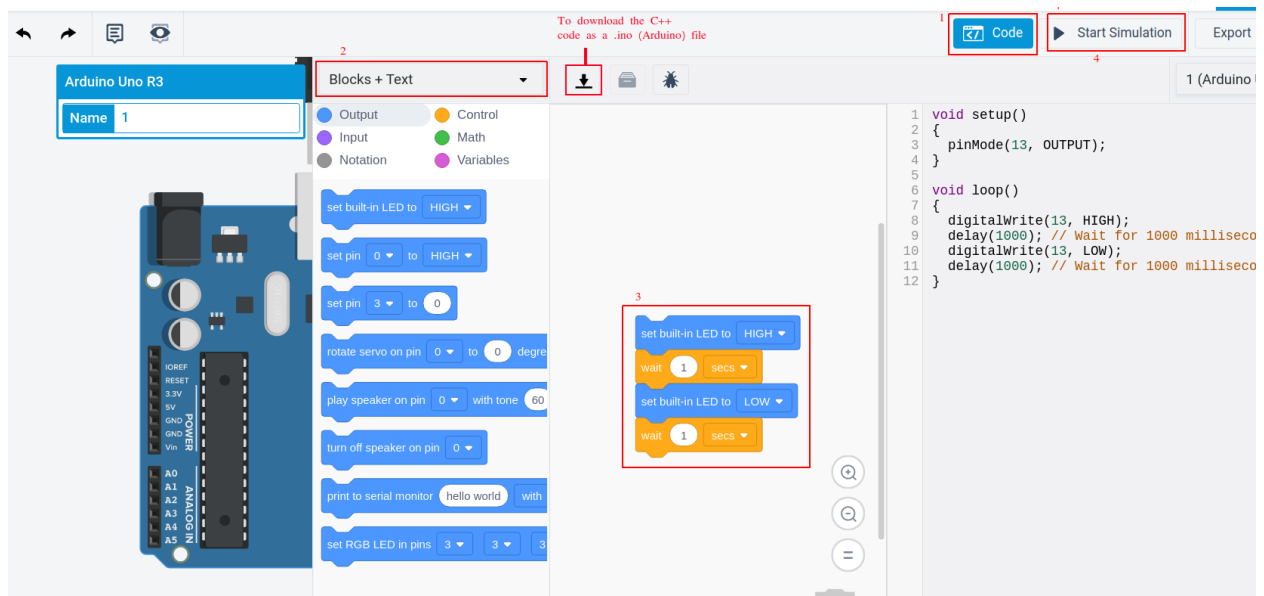 To download the C++
code as a .ino (Arduino) file
1
Code
Start Simulation
4
Export
2
Arduino Uno R3
Name 1
Blocks + Text
1 (Arduino
Output
Control
Input
Math
Notation
Variables
set built-in LED to HIGH
set pin 0 to HIGH
set pin 3 to 0
rotate servo on pin 0 to 0 degre
play speaker on pin 0 with tone 60
turn off speaker on pin 0
print to serial monitor hello world with
set RGB LED in pins 3 3 3
IOREF
RESET
3.3V
5V
GND
GND
Vin
POWER
A0
A1
A2
A3
A4
A5
ANALOG IN
3
set built-in LED to HIGH
wait 1 secs
set built-in LED to LOW
wait 1 secs
1 void setup()
2 {
3 pinMode(13, OUTPUT);
4 }
5
6 void loop()
7 {
8 digitalWrite(13, HIGH);
9 delay(1000); // Wait for 1000 milliseco
10 digitalWrite(13, LOW);
11 delay(1000); // Wait for 1000 milliseco
12 }